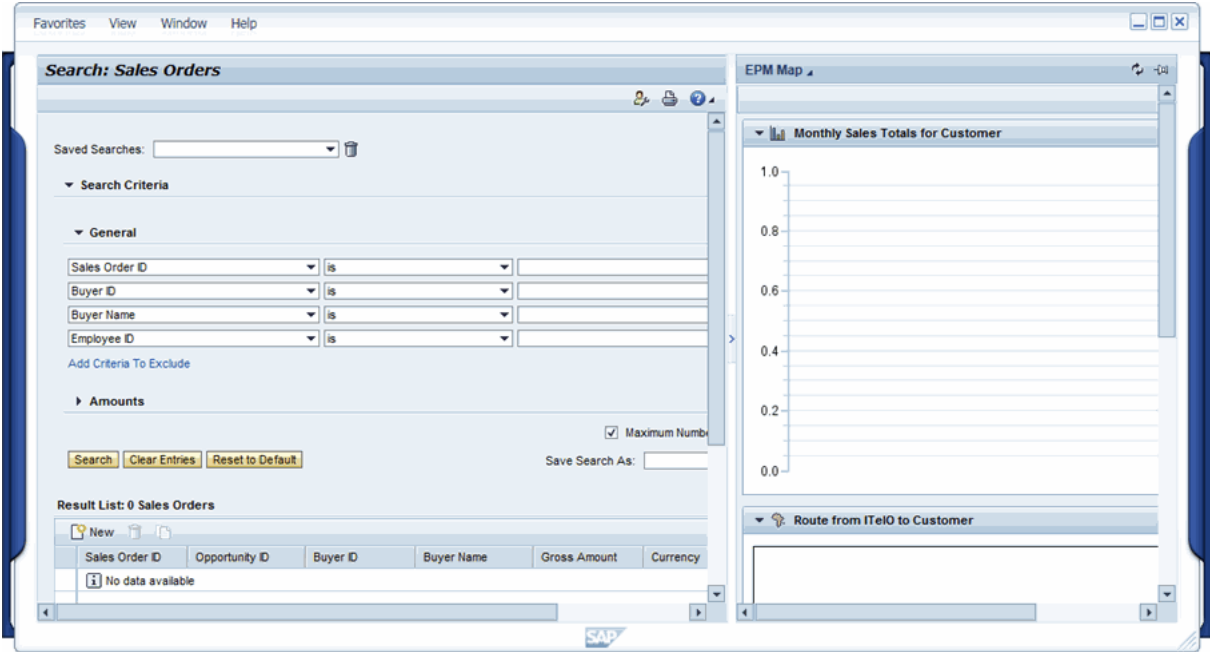 Favorites View Window Help
Search: Sales Orders
Saved Searches:
Search Criteria
General
Sales Order ID is
Buyer ID is
Buyer Name is
Employee ID is
Add Criteria To Exclude
Amounts
Maximum Numb
Search Clear Entries Reset to Default Save Search As:
Result List: 0 Sales Orders
New
Sales Order ID Opportunity ID Buyer ID Buyer Name Gross Amount Currency
No data available
EPM Map
Monthly Sales Totals for Customer
1.0
0.8
0.6
0.4
0.2
0.0
Route from ITelO to Customer
SAP